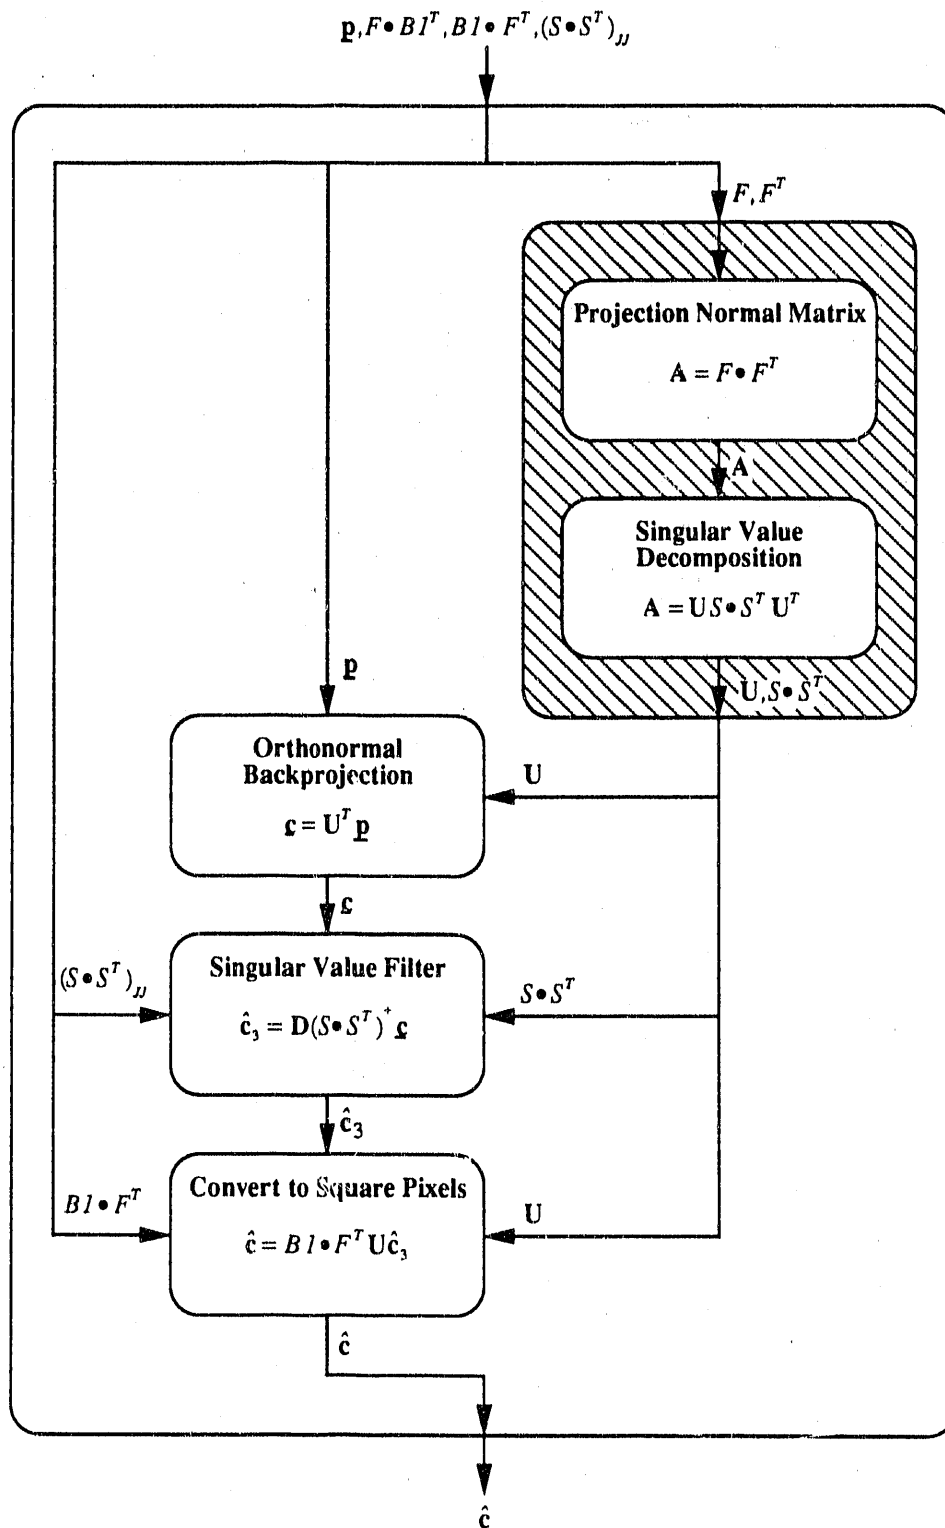 p, F • B1^T, B1 • F^T, (S • S^T)_JJ
F, F^T
Projection Normal Matrix
A = F • F^T
A
Singular Value
Decomposition
A = U S • S^T U^T
U, S • S^T
p
Orthonormal
Backprojection
c = U^T p
U
c
Singular Value Filter
ĉ_3 = D(S • S^T)^+ c
(S • S^T)_JJ
S • S^T
ĉ_3
Convert to Square Pixels
ĉ = B1 • F^T U ĉ_3
B1 • F^T
U
ĉ
ĉ